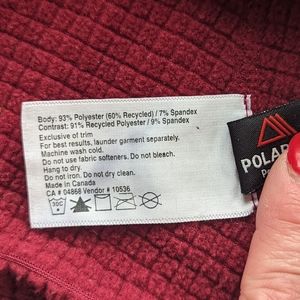 Body: 93% Polyester (60% Recycled) / 7% Spandex
Contrast: 91% Recycled Polyester / 9% Spandex
Exclusive of trim
For best results, launder garment separately.
Machine wash cold.
Do not use fabric softeners. Do not bleach.
Hang to dry.
Do not iron. Do not dry clean.
Made in Canada
CA # 04868 Vendor # 10536
30C
POLAR